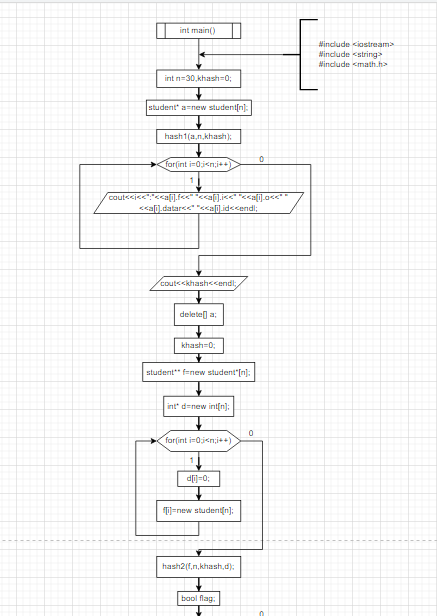 int main()
#include <iostream>
#include <string>
#include <math.h>
int n=30,khash=0;
student* a=new student[n];
hash1(a,n,khash);
for(int i=0;i<n;i++)
0
1
cout<<i<<":"<<a[i].f<<" "<<a[i].i<<" "<<a[i].o<<" "
<<a[i].datar<<" "<<a[i].id<<endl;
cout<<khash<<endl;
delete[] a;
khash=0;
student** f=new student*[n];
int* d=new int[n];
for(int i=0;i<n;i++)
0
1
d[i]=0;
f[i]=new student[n];
hash2(f,n,khash,d);
bool flag;
0